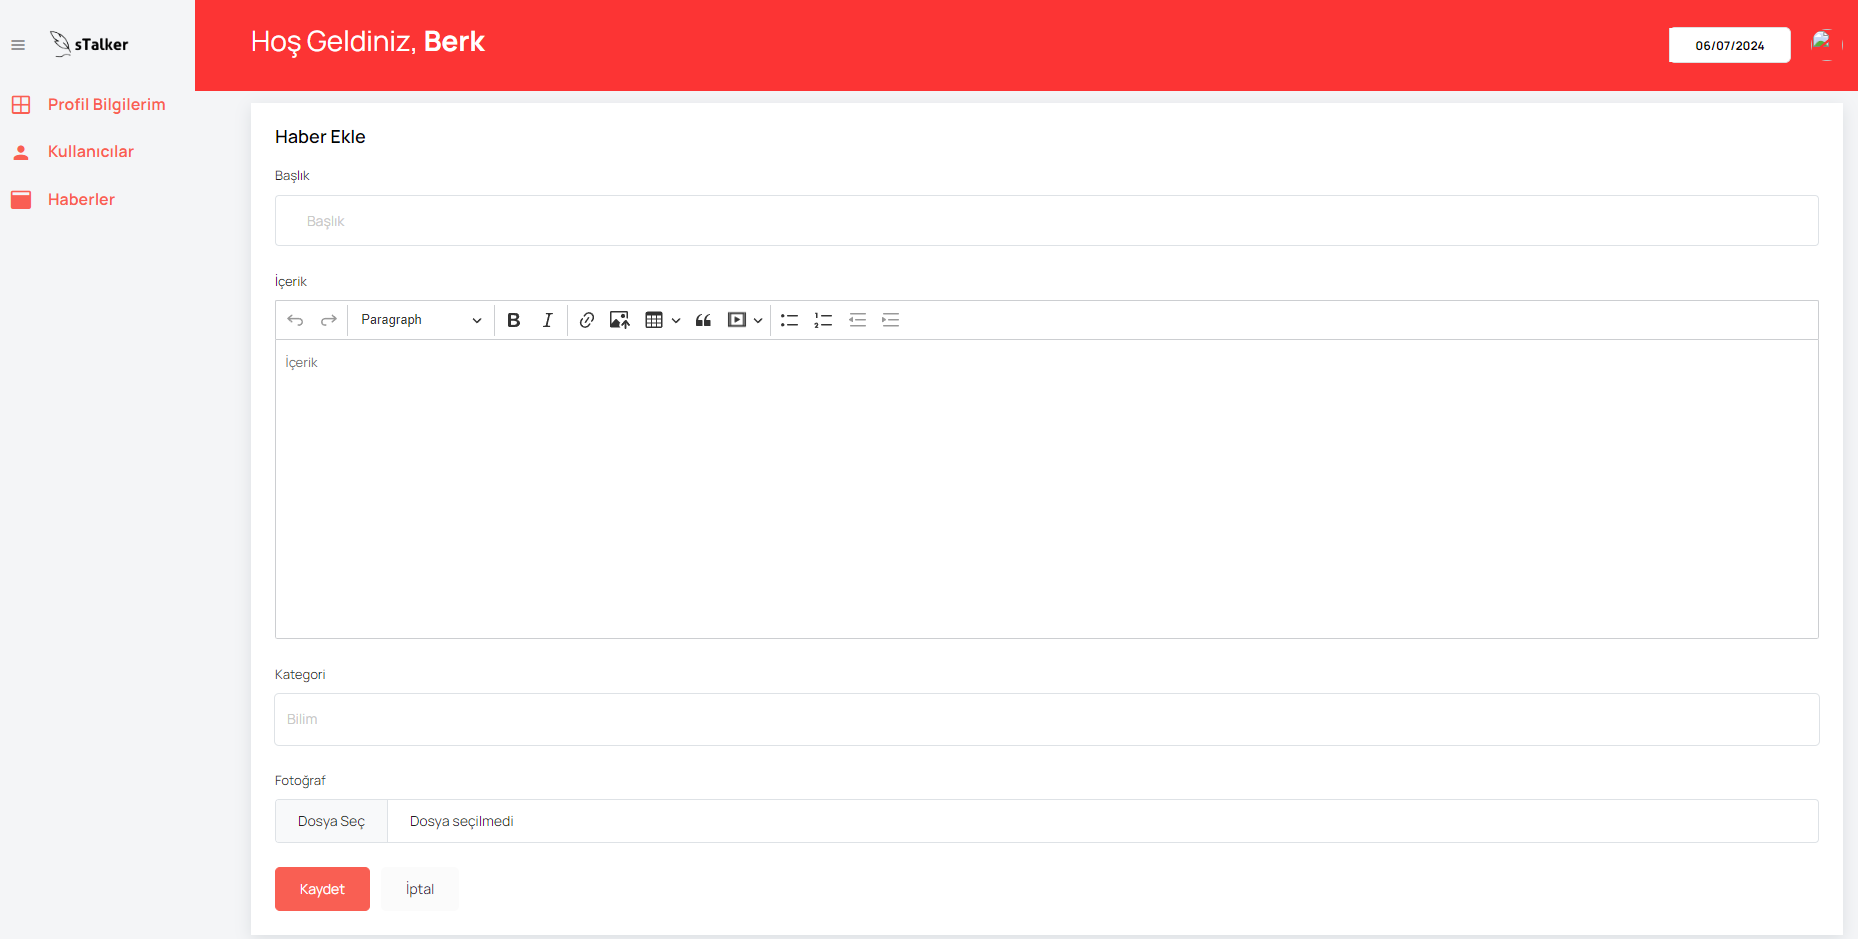 sTalker
Hoş Geldiniz, Berk
06/07/2024
Profil Bilgilerim
Kullanıcılar
Haberler
Haber Ekle
Başlık
Başlık
İçerik
Paragraph
İçerik
Kategori
Bilim
Fotoğraf
Dosya Seç Dosya seçilmedi
Kaydet İptal